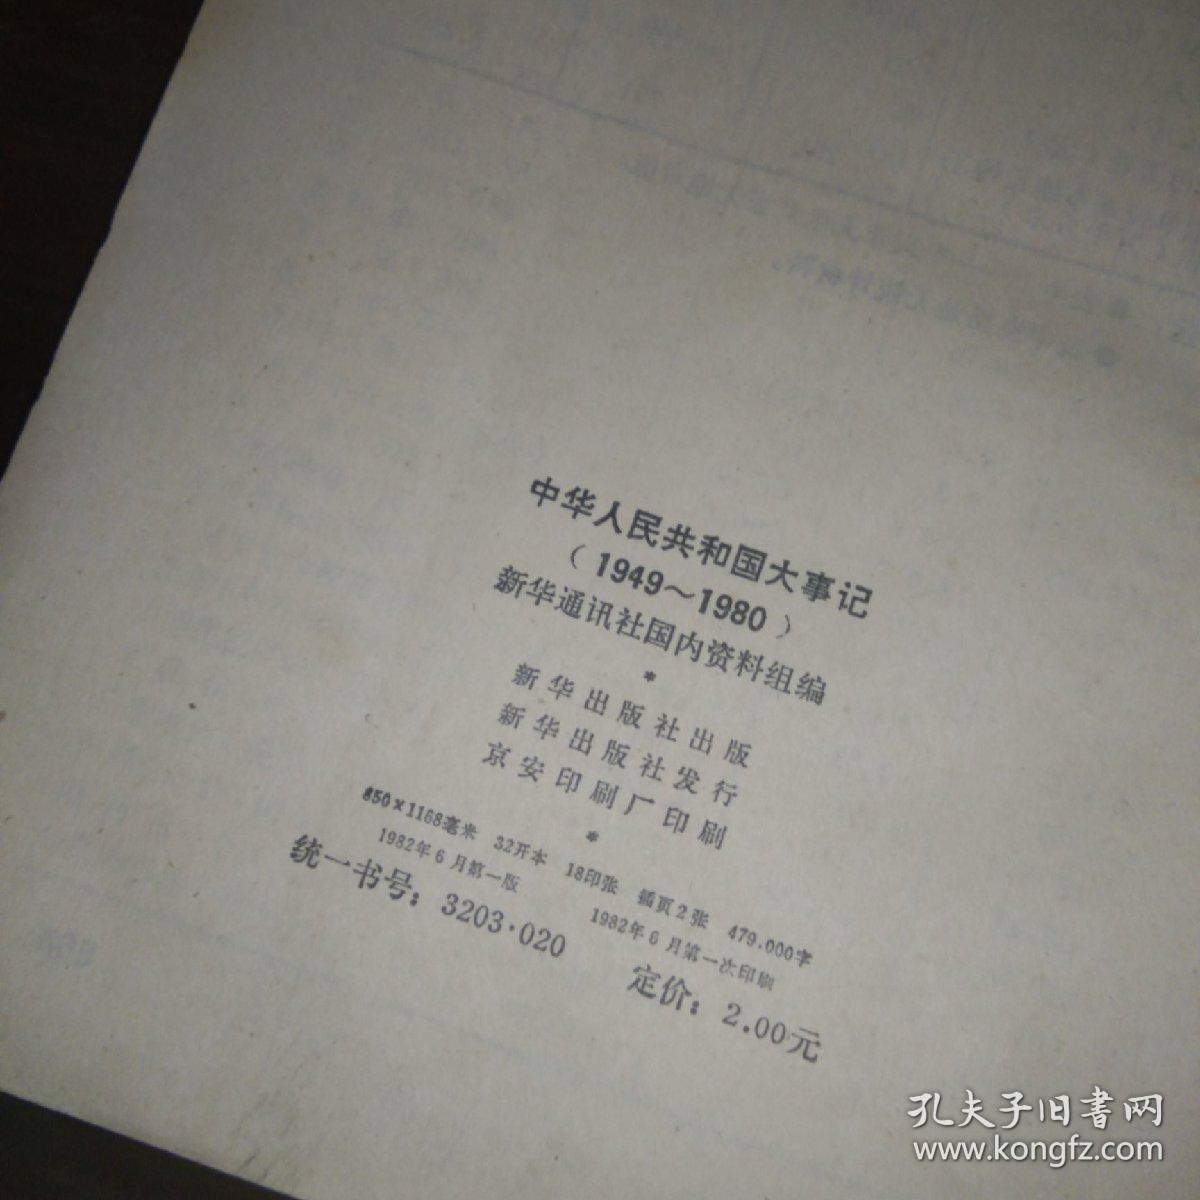 中华人民共和国大事记
（1949～1980）
新华通讯社国内资料组编
*
新华出版社出版
新华出版社发行
京安印刷厂印刷
*
850×1168毫米 32开本 18印张 插页2张 479.000字
1982年6月第一版 1982年6月第一次印刷
统一书号：3203·020 定价：2.00元
孔夫子旧书网
www.kongfz.com